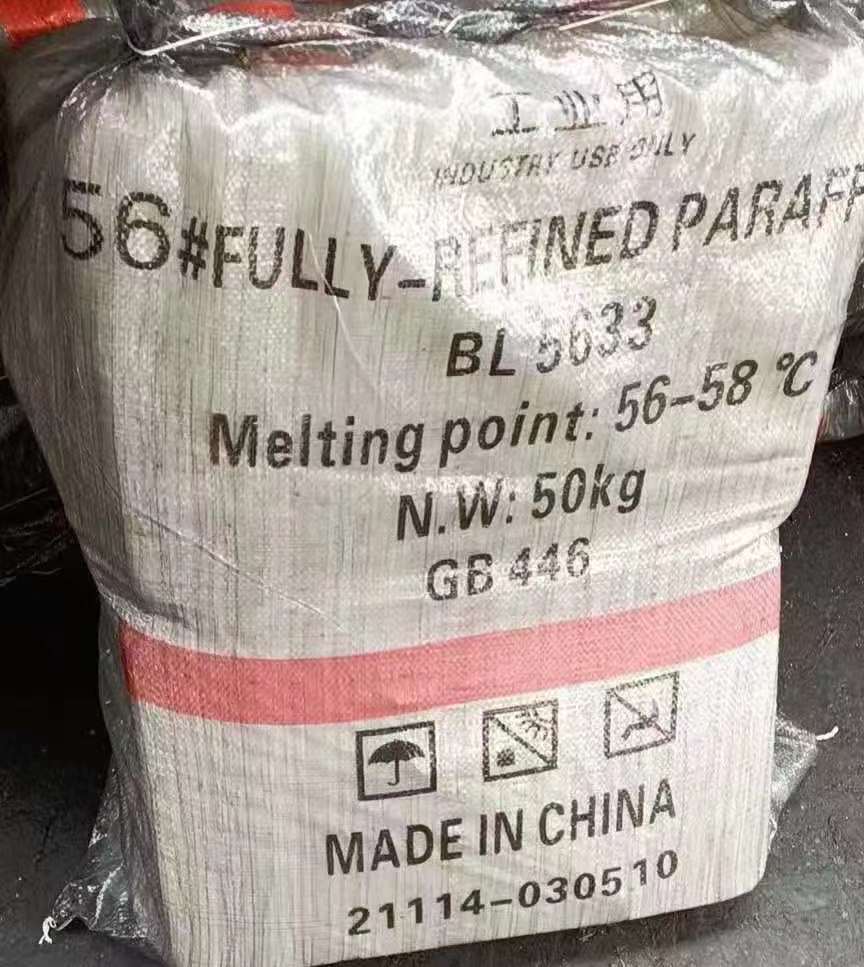 工业用
INDUSTRY USE ONLY
56#FULLY-REFINED PARAFF
BL 5633
Melting point: 56-58 ℃
N.W: 50kg
GB 446
MADE IN CHINA
21114-030510